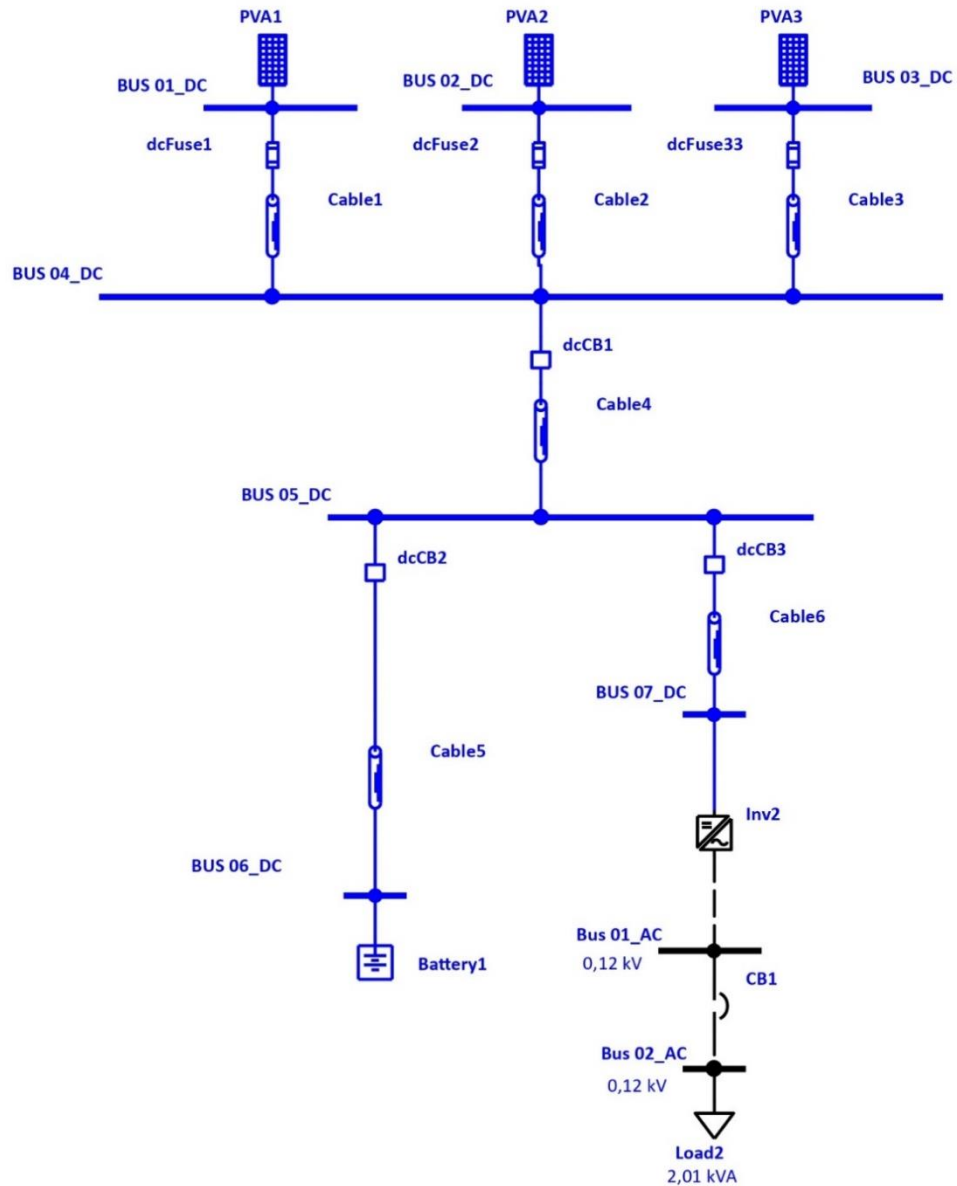 PVA1
PVA2
PVA3
BUS 01_DC
BUS 02_DC
BUS 03_DC
dcFuse1
dcFuse2
dcFuse33
Cable1
Cable2
Cable3
BUS 04_DC
dcCB1
Cable4
BUS 05_DC
dcCB2
dcCB3
Cable6
BUS 07_DC
Cable5
Inv2
BUS 06_DC
Bus 01_AC
0,12 kV
Battery1
CB1
Bus 02_AC
0,12 kV
Load2
2,01 kVA